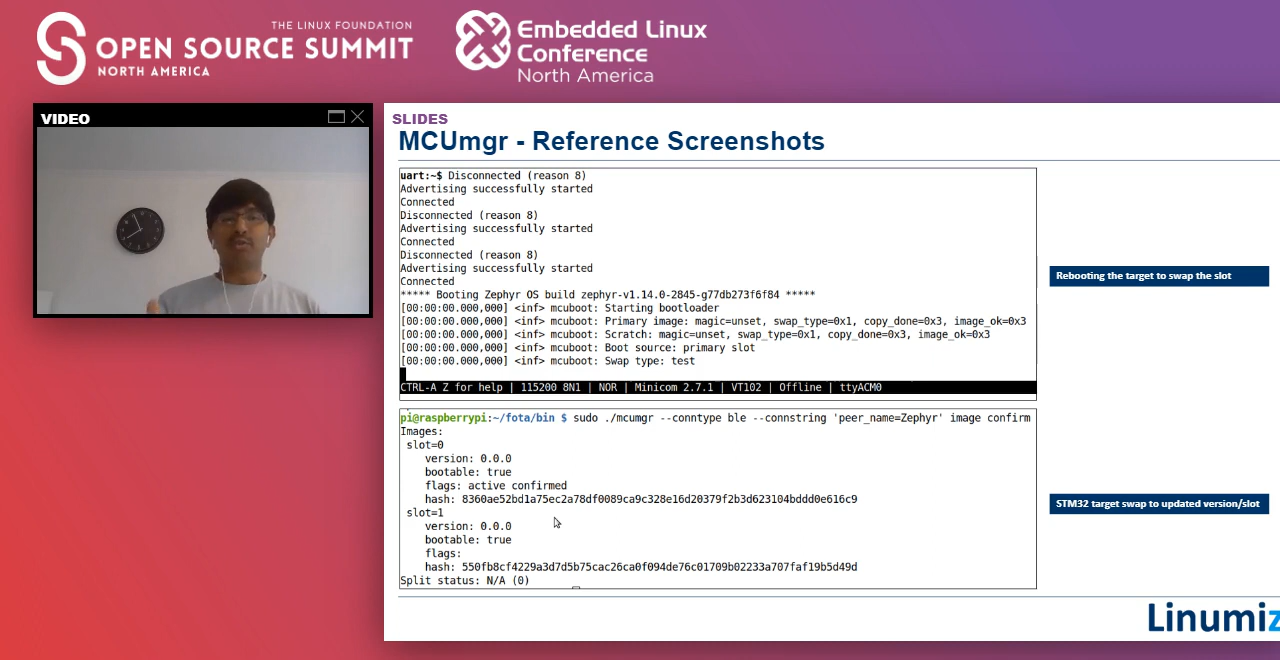 THE LINUX FOUNDATION
OPEN SOURCE SUMMIT
NORTH AMERICA
Embedded Linux
Conference
North America
VIDEO
SLIDES
MCUmgr - Reference Screenshots
uart:~$ Disconnected (reason 8)
Advertising successfully started
Connected
Disconnected (reason 8)
Advertising successfully started
Connected
Disconnected (reason 8)
Advertising successfully started
Connected
***** Booting Zephyr OS build zephyr-v1.14.0-2845-g77db273f6f84 *****
[00:00:00.000,000] <inf> mcuboot: Starting bootloader
[00:00:00.000,000] <inf> mcuboot: Primary image: magic=unset, swap_type=0x1, copy_done=0x3, image_ok=0x3
[00:00:00.000,000] <inf> mcuboot: Scratch: magic=unset, swap_type=0x1, copy_done=0x3, image_ok=0x3
[00:00:00.000,000] <inf> mcuboot: Boot source: primary slot
[00:00:00.000,000] <inf> mcuboot: Swap type: test
CTRL-A Z for help | 115200 8N1 | NOR | Minicom 2.7.1 | VT102 | Offline | ttyACM0
Rebooting the target to swap the slot
pi@raspberrypi:~/fota/bin $ sudo ./mcumgr --conntype ble --connstring 'peer_name=Zephyr' image confirm
Images:
slot=0
version: 0.0.0
bootable: true
flags: active confirmed
hash: 8360ae52bd1a75ec2a78df0089ca9c328e16d20379f2b3d623104bddd0e616c9
slot=1
version: 0.0.0
bootable: true
flags:
hash: 550fb8cf4229a3d7d5b75cac26ca0f094de76c01709b02233a707faf19b5d49d
Split status: N/A (0)
STM32 target swap to updated version/slot
Linumiz